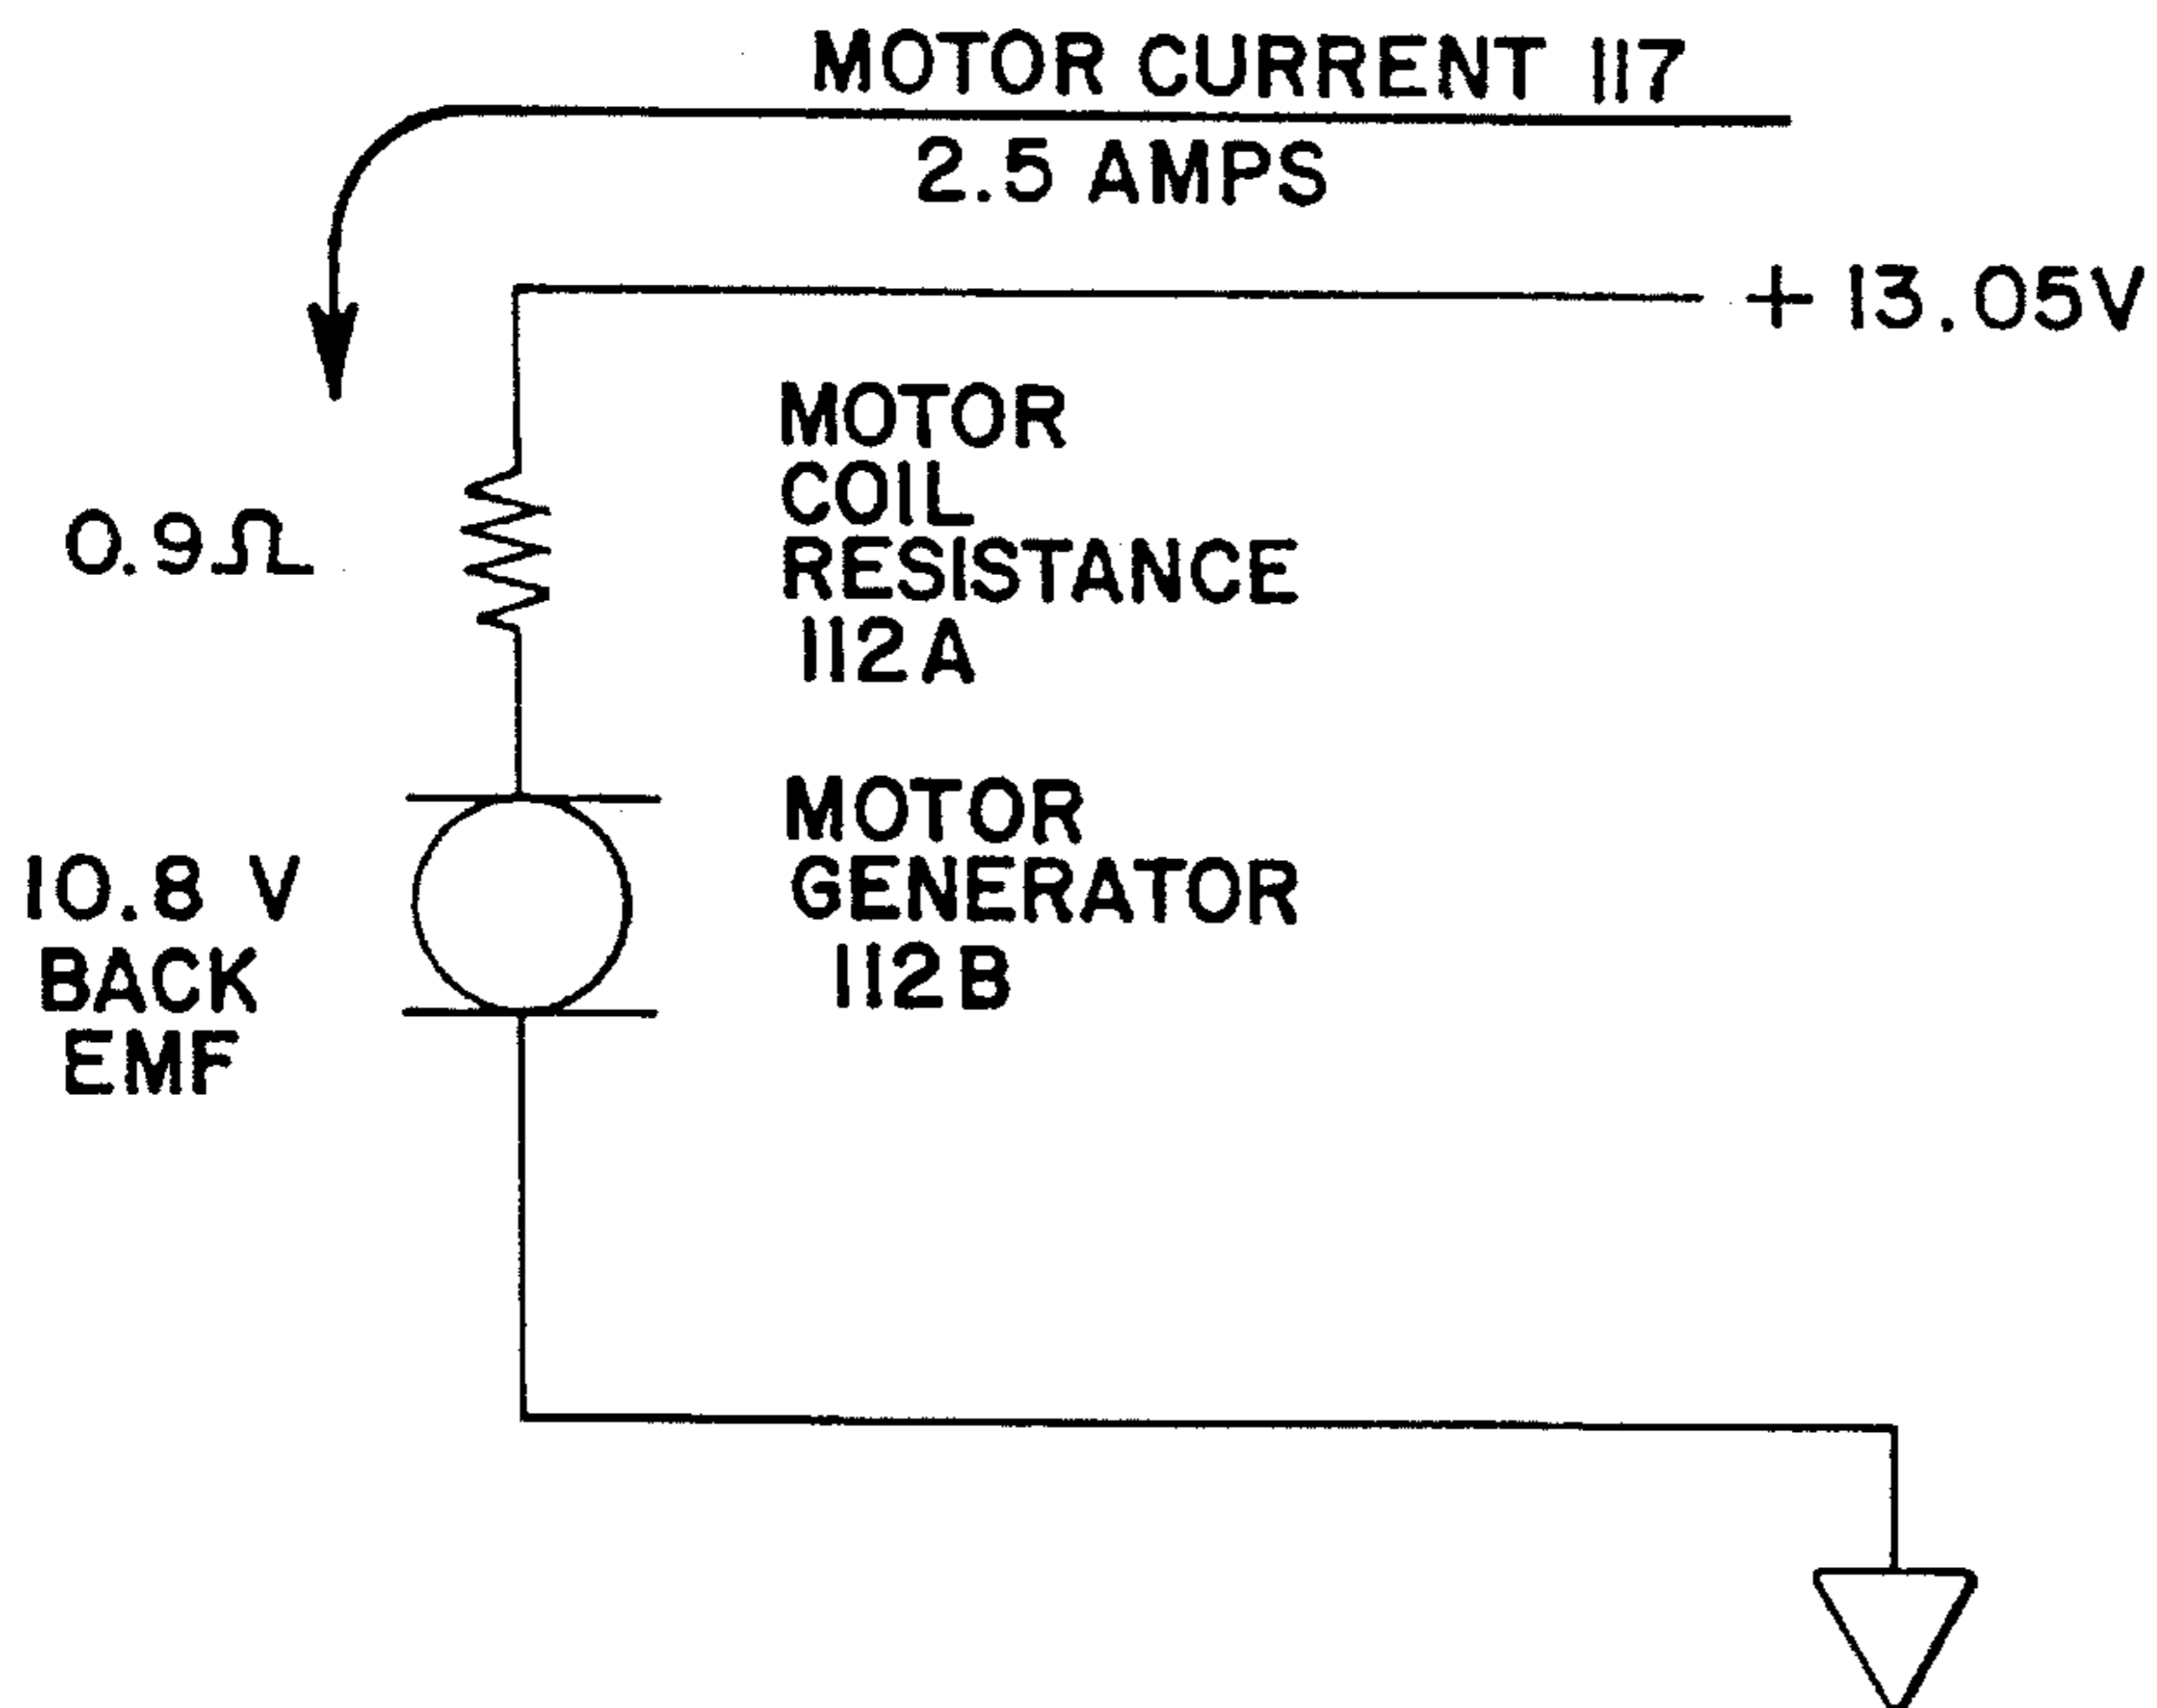 MOTOR CURRENT 117
2.5 AMPS
+ 13.05V
MOTOR
COIL
RESISTANCE
112A
0.9Ω
MOTOR
GENERATOR
112B
10.8 V
BACK
EMF